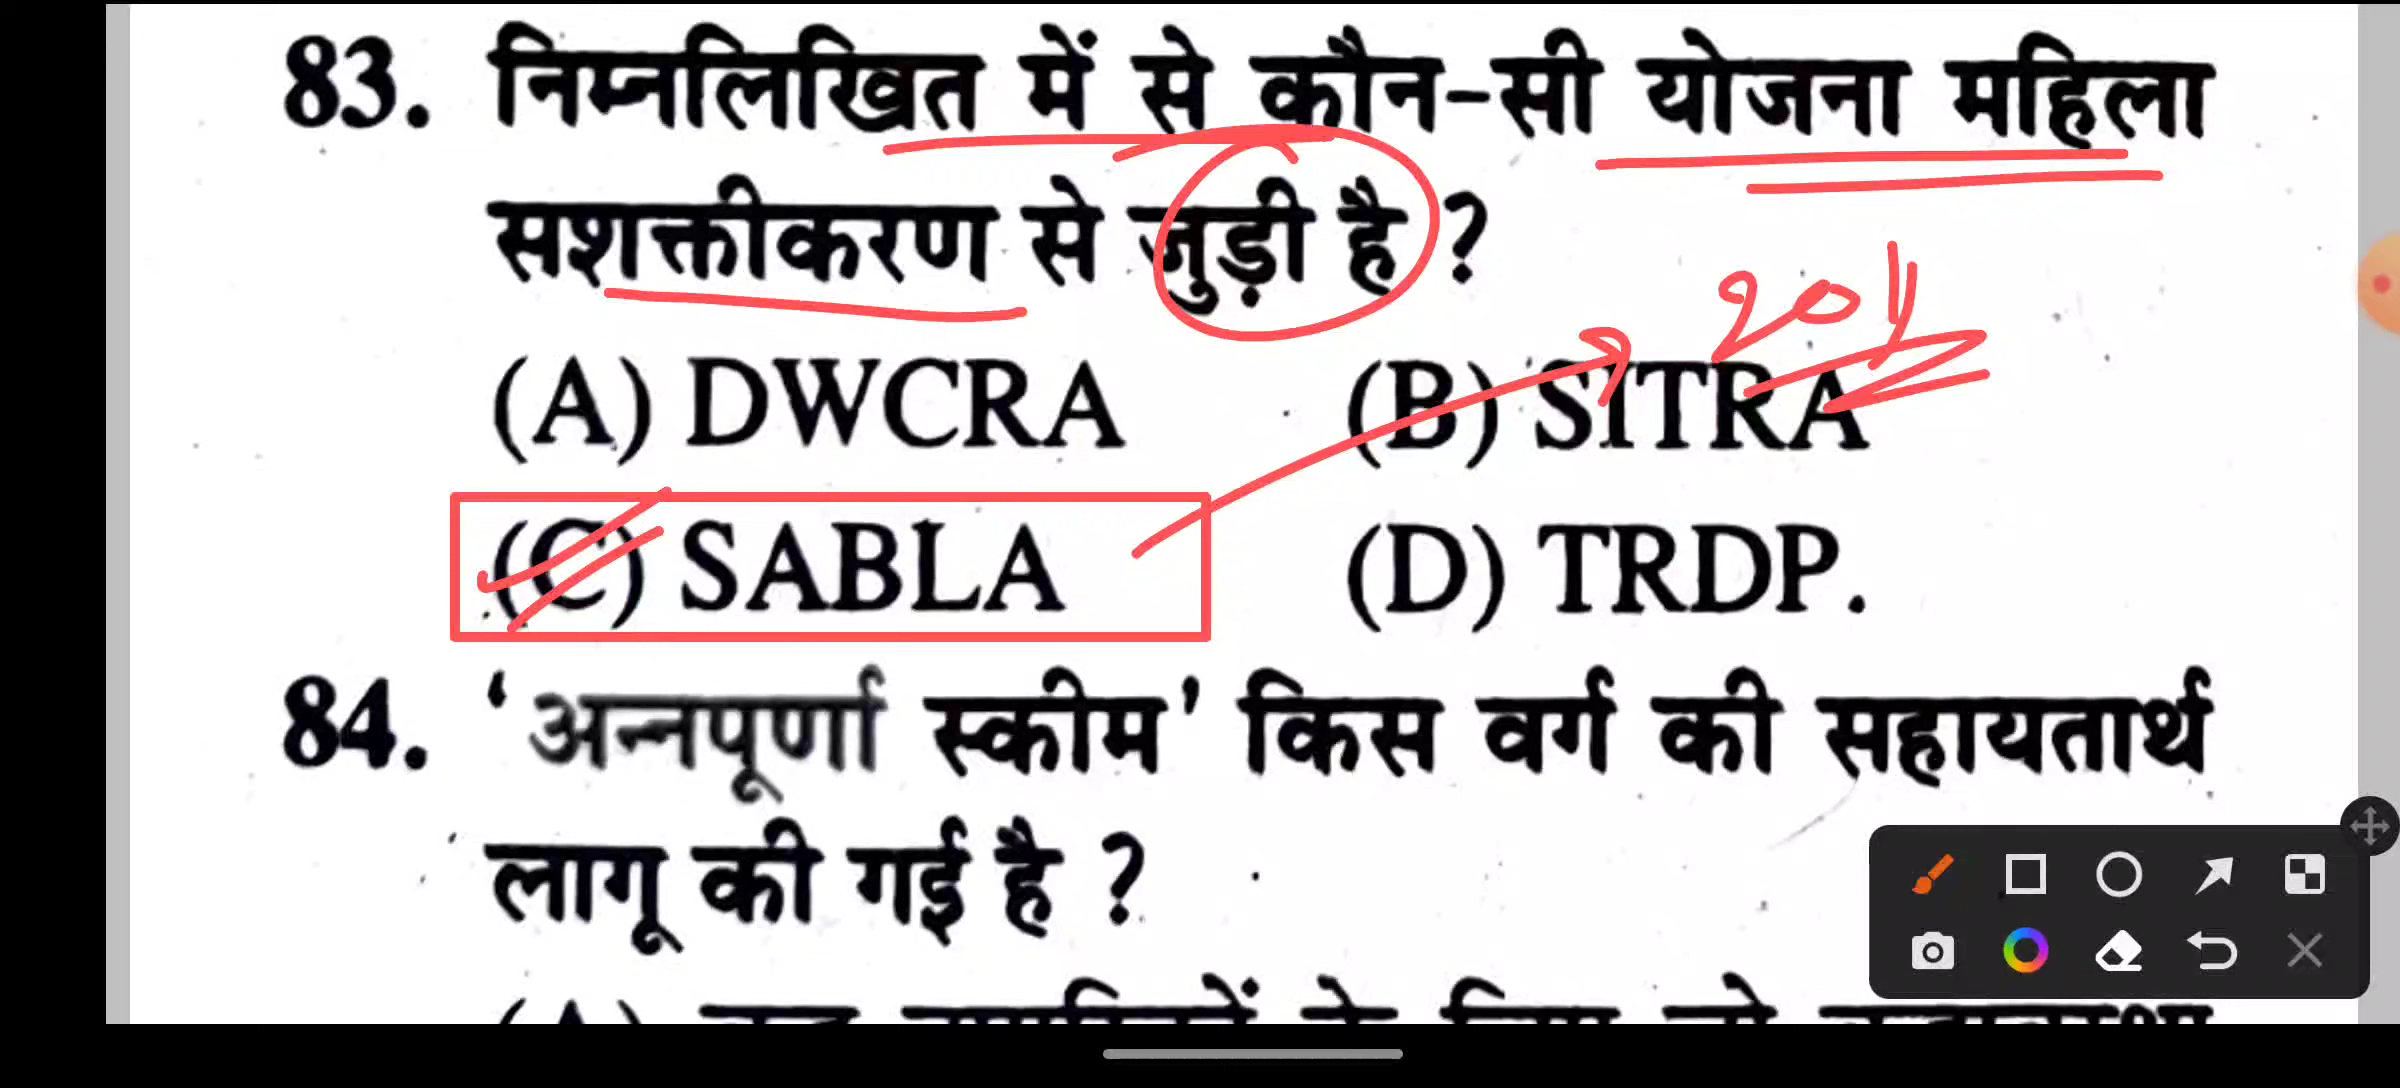 83. निम्नलिखित में से कौन-सी योजना महिला
सशक्तीकरण से जुड़ी है ?
(A) DWCRA (B) SITRA
2011
(C) SABLA (D) TRDP.
84. 'अन्नपूर्णा स्कीम' किस वर्ग की सहायतार्थ
लागू की गई है ?